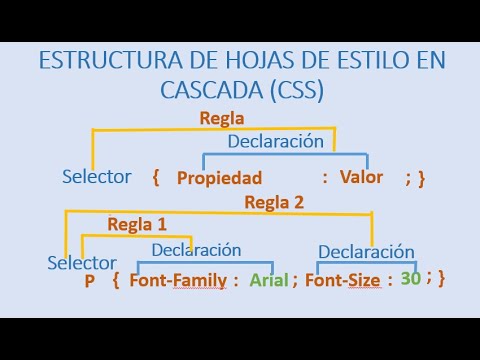 ESTRUCTURA DE HOJAS DE ESTILO EN
CASCADA (CSS)
Regla
Declaración
Selector { Propiedad : Valor ; }
Regla 2
Regla 1
Declaración Declaración
Selector
P { Font-Family : Arial ; Font-Size : 30 ; }